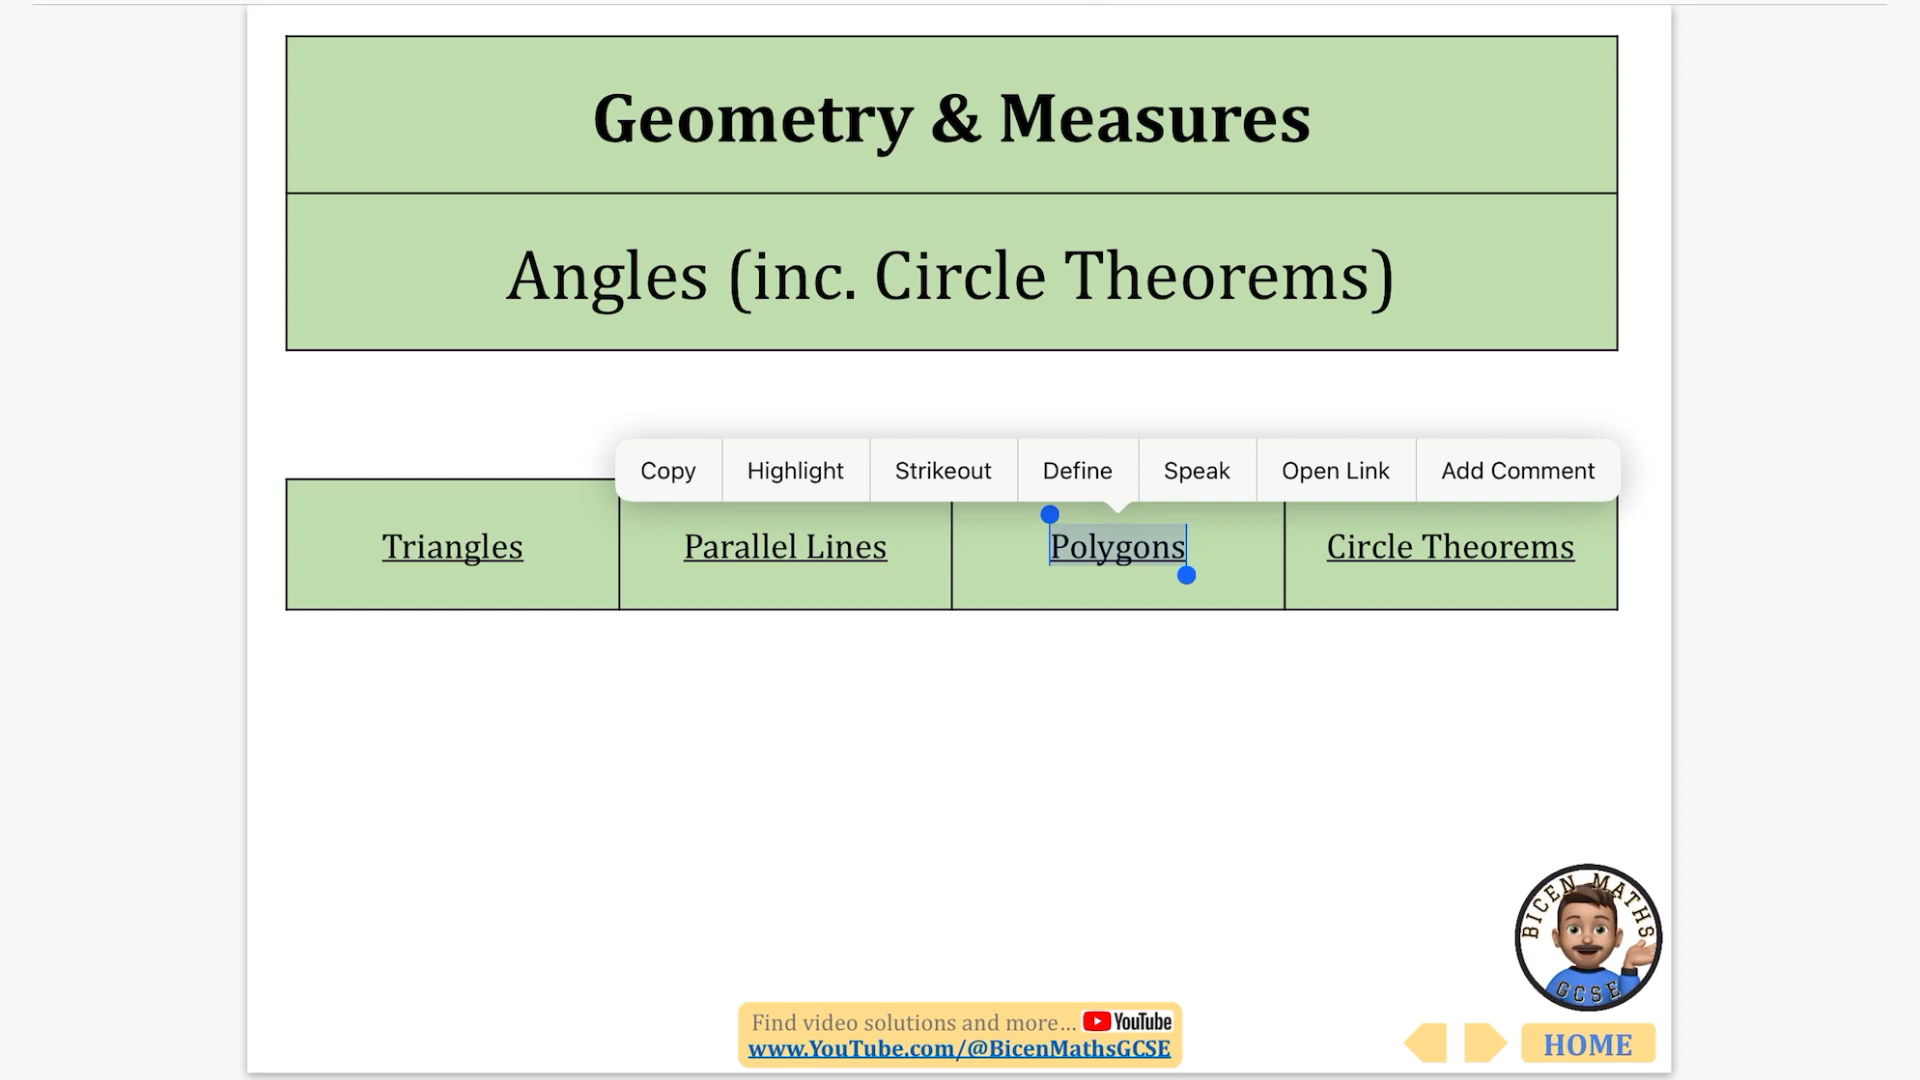 Geometry & Measures
Angles (inc. Circle Theorems)
Copy Highlight Strikeout Define Speak Open Link Add Comment
Triangles Parallel Lines Polygons Circle Theorems
BICEN MATHS
GCSE
Find video solutions and more... YouTube
www.YouTube.com/@BicenMathsGCSE
HOME